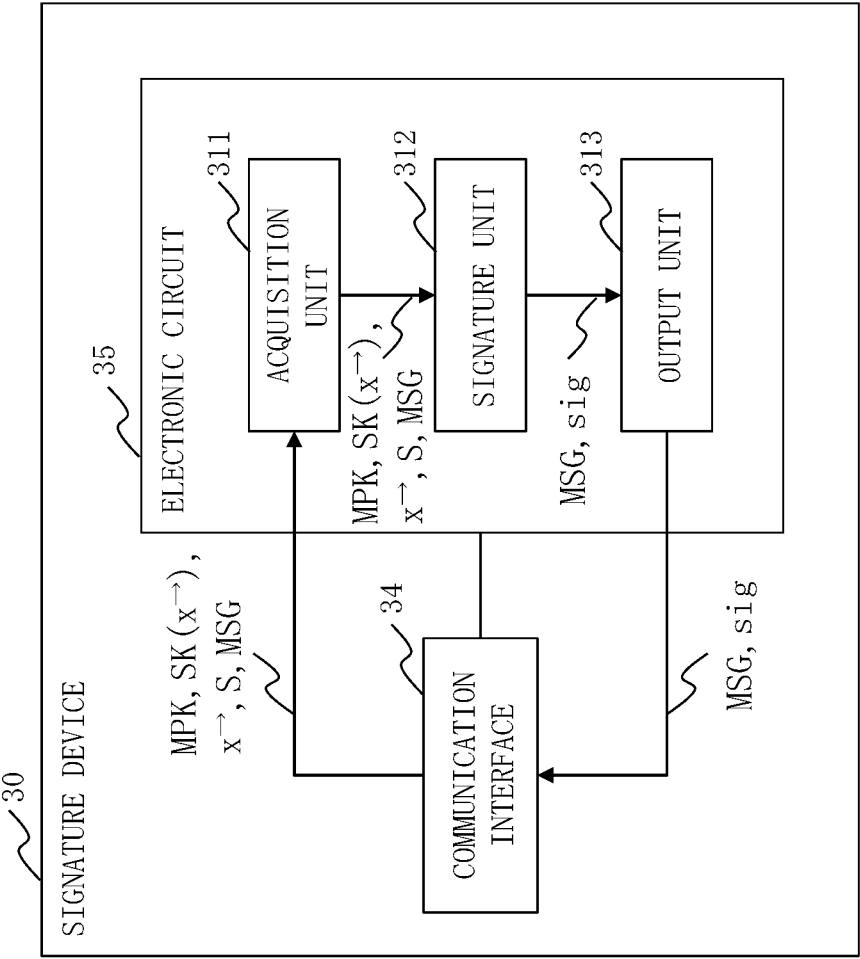 30
SIGNATURE DEVICE
35
ELECTRONIC CIRCUIT
34
COMMUNICATION
INTERFACE
MPK, SK(x→),
x→, S, MSG
311
ACQUISITION
UNIT
MPK, SK(x→),
x→, S, MSG
312
SIGNATURE UNIT
MSG, sig
313
OUTPUT UNIT
MSG, sig